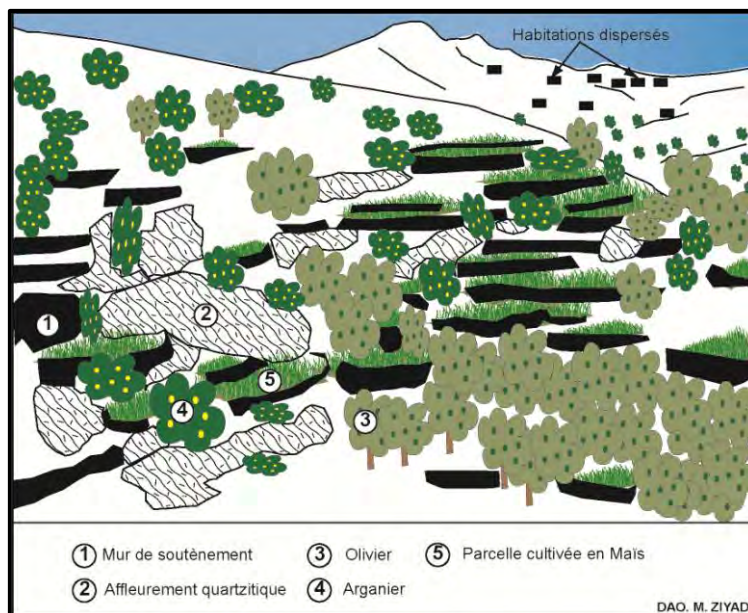 Habitations dispersés
1
2
5
4
3
1 Mur de soutènement 3 Olivier 5 Parcelle cultivée en Maïs
2 Affleurement quartzitique 4 Arganier
DAO. M. ZIYAD